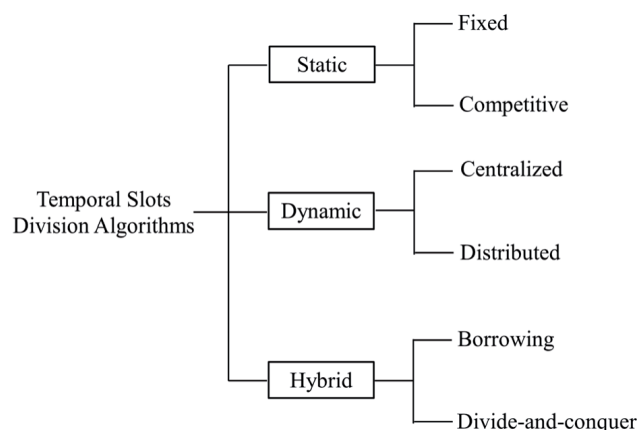 Temporal Slots
Division Algorithms
Static
Fixed
Competitive
Dynamic
Centralized
Distributed
Hybrid
Borrowing
Divide-and-conquer